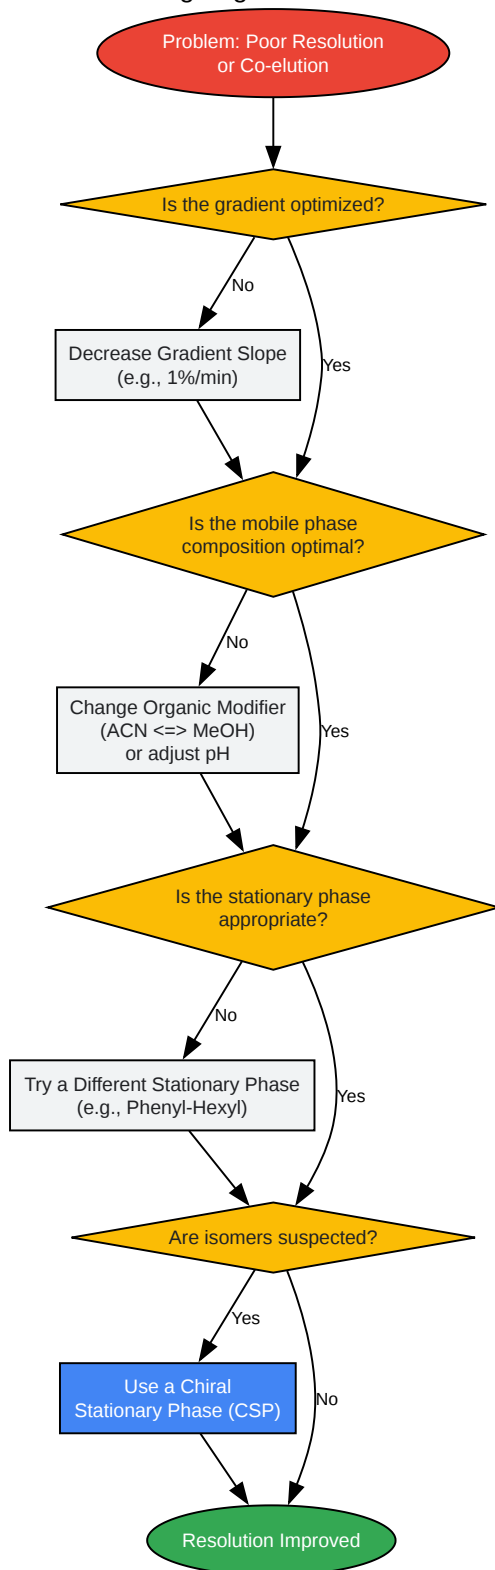 Problem: Poor Resolution
or Co-elution
Is the gradient optimized?
No
Yes
Decrease Gradient Slope
(e.g., 1%/min)
Is the mobile phase
composition optimal?
No
Yes
Change Organic Modifier
(ACN <=> MeOH)
or adjust pH
Is the stationary phase
appropriate?
No
Yes
Try a Different Stationary Phase
(e.g., Phenyl-Hexyl)
Are isomers suspected?
Yes
No
Use a Chiral
Stationary Phase (CSP)
Resolution Improved